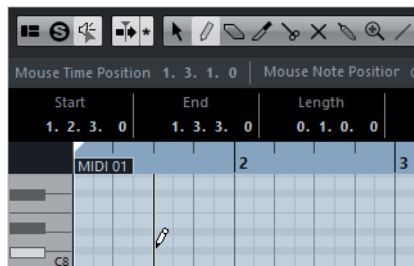 Mouse Time Position 1. 3. 1. 0 Mouse Note Position
Start End Length
1. 2. 3. 0 1. 3. 3. 0 0. 1. 0. 0
MIDI 01 2 3
C8